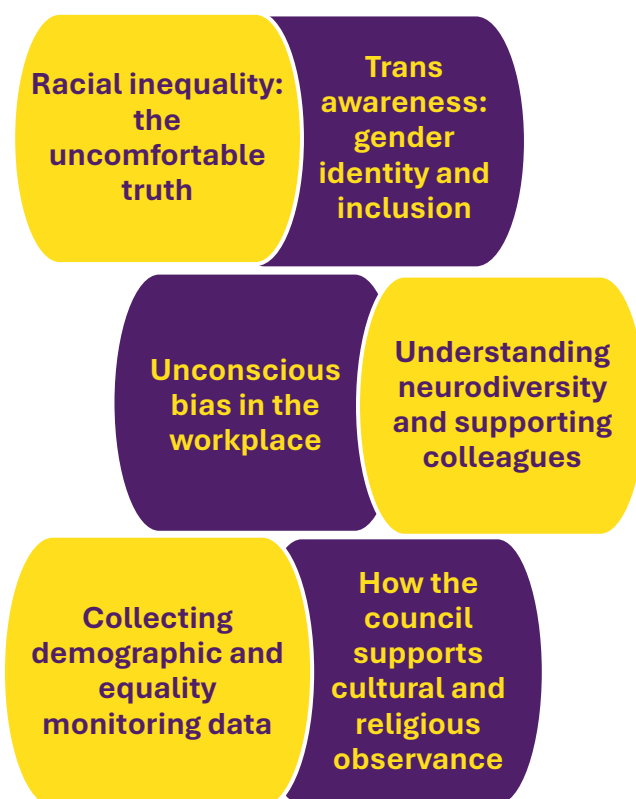 Racial inequality:
the
uncomfortable
truth
Trans
awareness:
gender
identity and
inclusion
Unconscious
bias in the
workplace
Understanding
neurodiversity
and supporting
colleagues
Collecting
demographic and
equality
monitoring data
How the
council
supports
cultural and
religious
observance